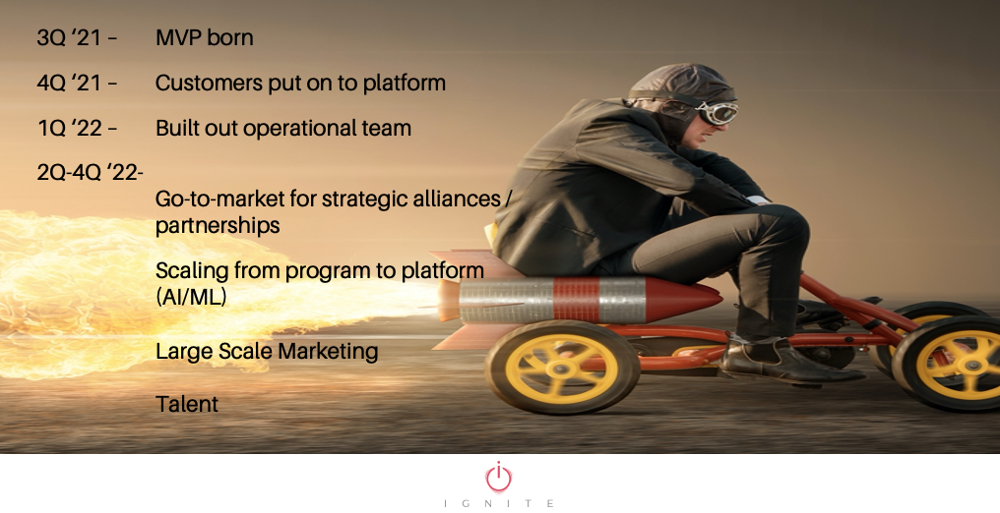 3Q ‘21 – MVP born
4Q ‘21 – Customers put on to platform
1Q ‘22 – Built out operational team
2Q-4Q ‘22-
Go-to-market for strategic alliances /
partnerships
Scaling from program to platform
(AI/ML)
Large Scale Marketing
Talent
IGNITE